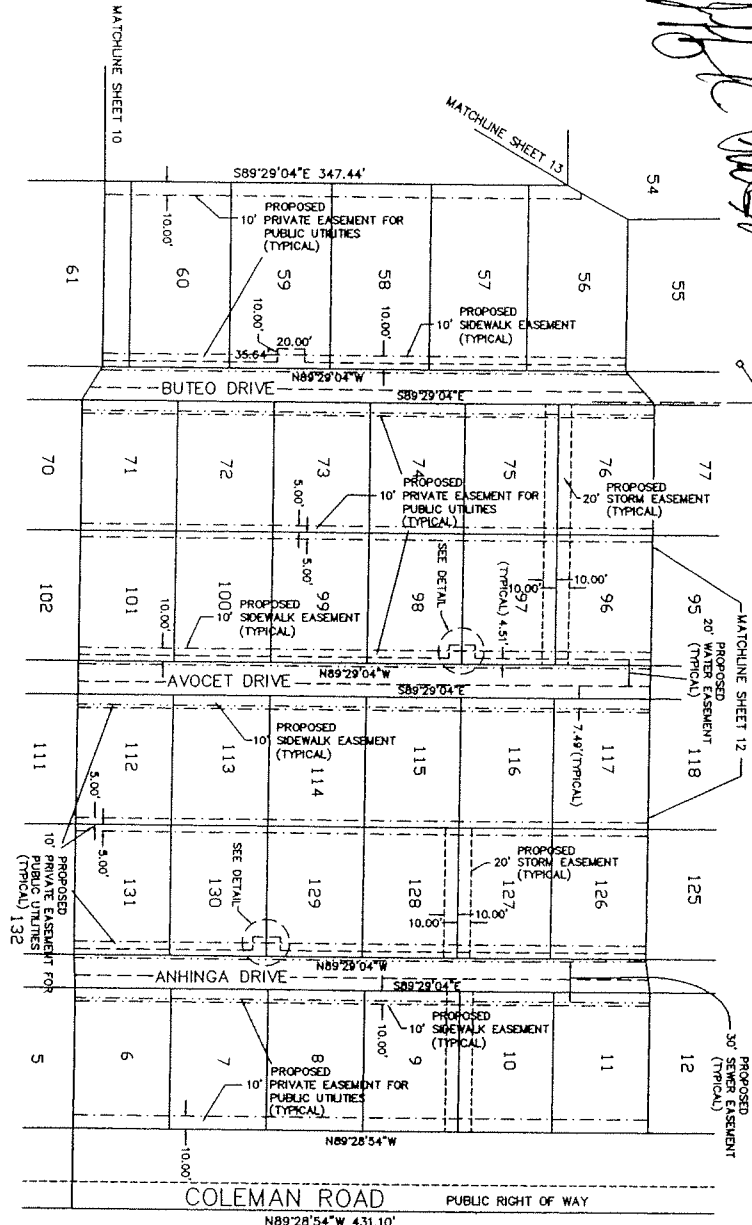 MATCHLINE SHEET 10
MATCHLINE SHEET 13
54
S89°29'04"E 347.44'
PROPOSED
10' PRIVATE EASEMENT FOR
PUBLIC UTILITIES
(TYPICAL)
10.00'
61
60
59
58
57
56
55
10.00'
20.00'
35.64'
10.00'
PROPOSED
10' SIDEWALK EASEMENT
(TYPICAL)
N89°29'04"W
BUTEO DRIVE
S89°29'04"E
70
71
72
73
74
75
76
77
PROPOSED
10' PRIVATE EASEMENT FOR
PUBLIC UTILITIES
(TYPICAL)
PROPOSED
20' STORM EASEMENT
(TYPICAL)
5.00'
5.00'
SEE DETAIL
MATCHLINE SHEET 12
102
101
100
99
98
97
96
95
10.00'
10.00'
(TYPICAL) 4.51'
PROPOSED
10' SIDEWALK EASEMENT
(TYPICAL)
10.00'
PROPOSED
20' WATER EASEMENT
(TYPICAL)
N89°29'04"W
AVOCET DRIVE
S89°29'04"E
PROPOSED
10' SIDEWALK EASEMENT
(TYPICAL)
7.49'(TYPICAL)
111
112
113
114
115
116
117
118
5.00'
5.00'
PROPOSED
10' PRIVATE EASEMENT FOR
PUBLIC UTILITIES
(TYPICAL)
SEE DETAIL
PROPOSED
20' STORM EASEMENT
(TYPICAL)
132
131
130
129
128
127
126
125
10.00'
10.00'
N89°29'04"W
ANHINGA DRIVE
S89°29'04"E
PROPOSED
10' SIDEWALK EASEMENT
(TYPICAL)
10.00'
PROPOSED
30' SEWER EASEMENT
(TYPICAL)
5
6
7
8
9
10
11
12
PROPOSED
10' PRIVATE EASEMENT FOR
PUBLIC UTILITIES
(TYPICAL)
N89°28'54"W
10.00'
COLEMAN ROAD
PUBLIC RIGHT OF WAY
N89°28'54"W 431.10'